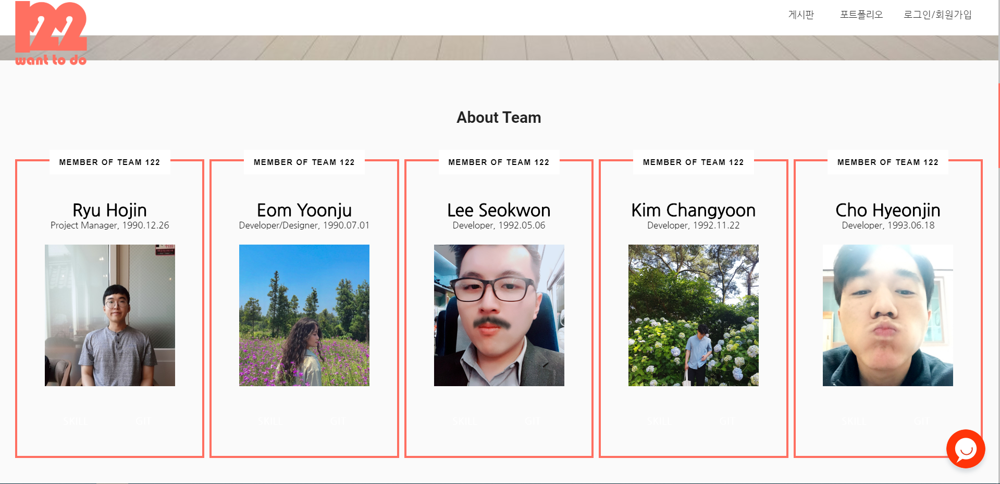 122
want to do
게시판 포트폴리오 로그인/회원가입
About Team
MEMBER OF TEAM 122
Ryu Hojin
Project Manager, 1990.12.26
SKILL GIT
MEMBER OF TEAM 122
Eom Yoonju
Developer/Designer, 1990.07.01
SKILL GIT
MEMBER OF TEAM 122
Lee Seokwon
Developer, 1992.05.06
SKILL GIT
MEMBER OF TEAM 122
Kim Changyoon
Developer, 1992.11.22
SKILL GIT
MEMBER OF TEAM 122
Cho Hyeonjin
Developer, 1993.06.18
SKILL GIT